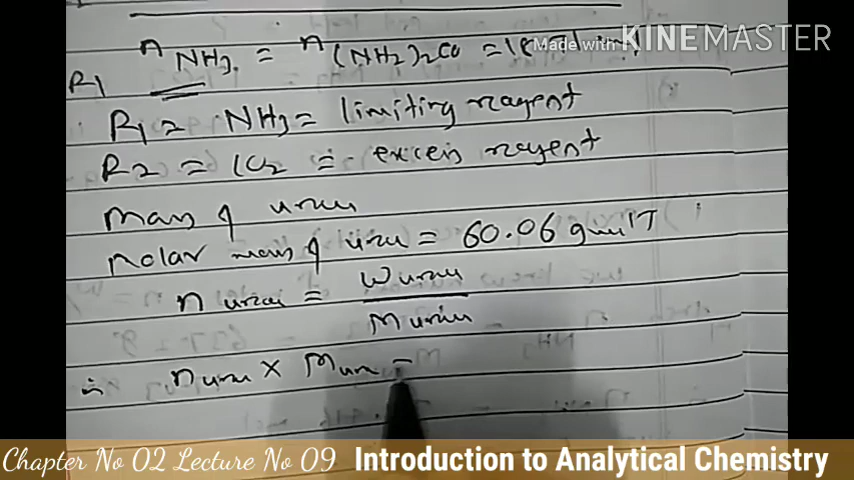 Made with KINEMASTER
n NH3 = n (NH2)2CO =
R1
R1 = NH3 = limiting reagent
R2 = CO2 = excess reagent
Mass of urea
Molar mass of urea = 60.06
n urea = W urea
M urea
∴ n urea × M urea =
Chapter No 02 Lecture No 09 Introduction to Analytical Chemistry